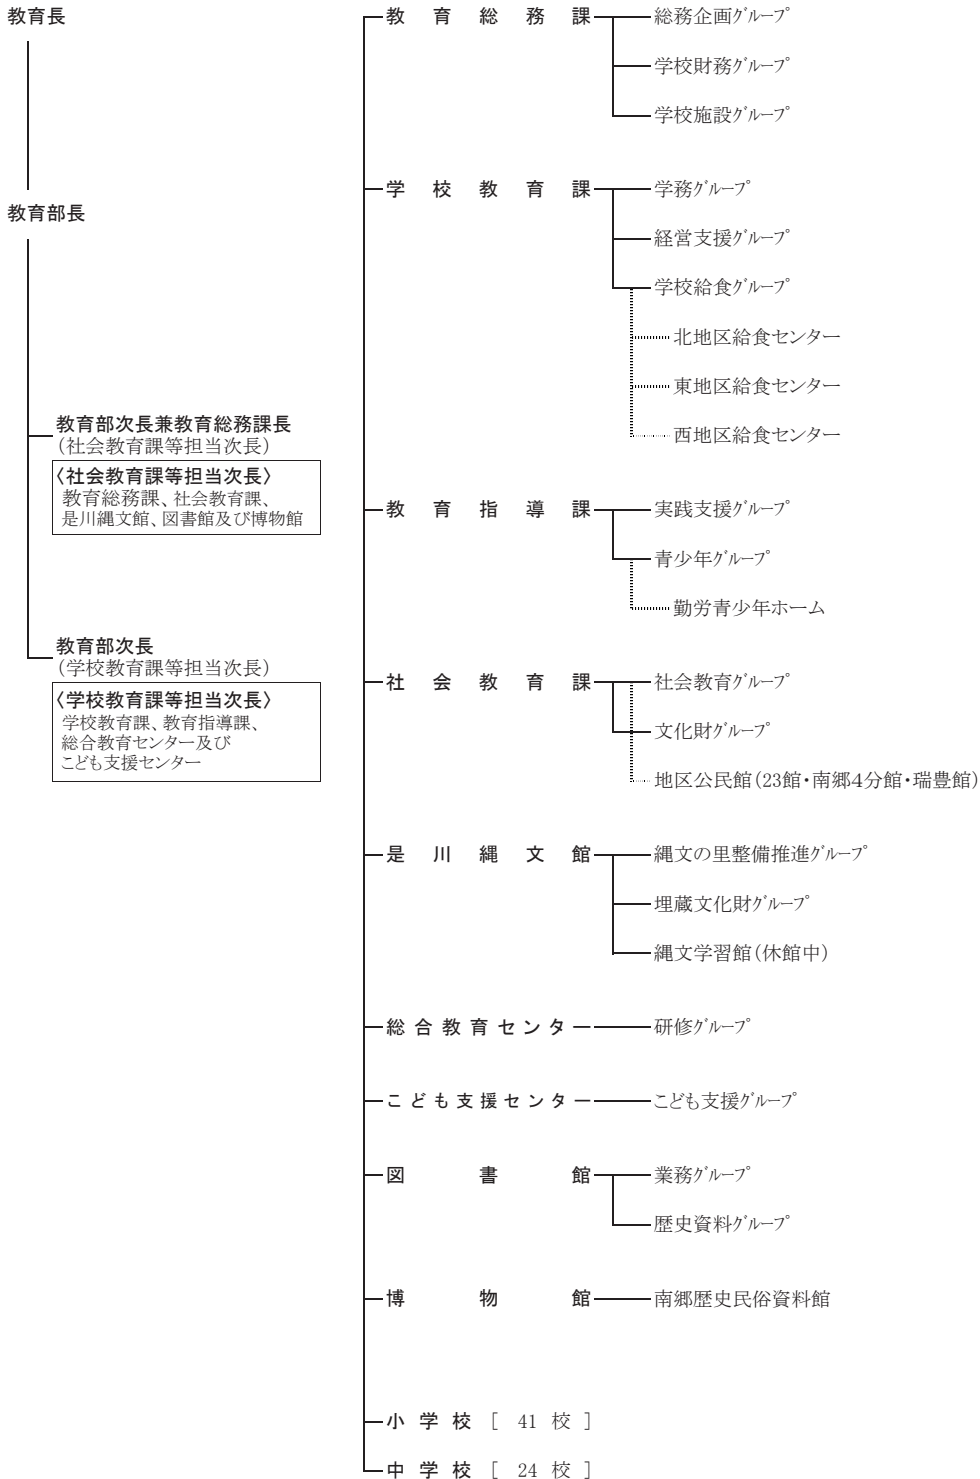 教育長
教育部長
教育部次長兼教育総務課長
（社会教育課等担当次長）
〈社会教育課等担当次長〉
教育総務課、社会教育課、
是川縄文館、図書館及び博物館
教育部次長
（学校教育課等担当次長）
〈学校教育課等担当次長〉
学校教育課、教育指導課、
総合教育センター及び
こども支援センター
教育総務課
総務企画ｸﾞﾙｰﾌﾟ
学校財務ｸﾞﾙｰﾌﾟ
学校施設ｸﾞﾙｰﾌﾟ
学校教育課
学務ｸﾞﾙｰﾌﾟ
経営支援ｸﾞﾙｰﾌﾟ
学校給食ｸﾞﾙｰﾌﾟ
北地区給食センター
東地区給食センター
西地区給食センター
教育指導課
実践支援ｸﾞﾙｰﾌﾟ
青少年ｸﾞﾙｰﾌﾟ
勤労青少年ホーム
社会教育課
社会教育ｸﾞﾙｰﾌﾟ
文化財ｸﾞﾙｰﾌﾟ
地区公民館（23館・南郷4分館・瑞豊館）
是川縄文館
縄文の里整備推進ｸﾞﾙｰﾌﾟ
埋蔵文化財ｸﾞﾙｰﾌﾟ
縄文学習館（休館中）
総合教育センター
研修ｸﾞﾙｰﾌﾟ
こども支援センター
こども支援ｸﾞﾙｰﾌﾟ
図書館
業務ｸﾞﾙｰﾌﾟ
歴史資料ｸﾞﾙｰﾌﾟ
博物館
南郷歴史民俗資料館
小学校［ 41 校 ］
中学校［ 24 校 ］